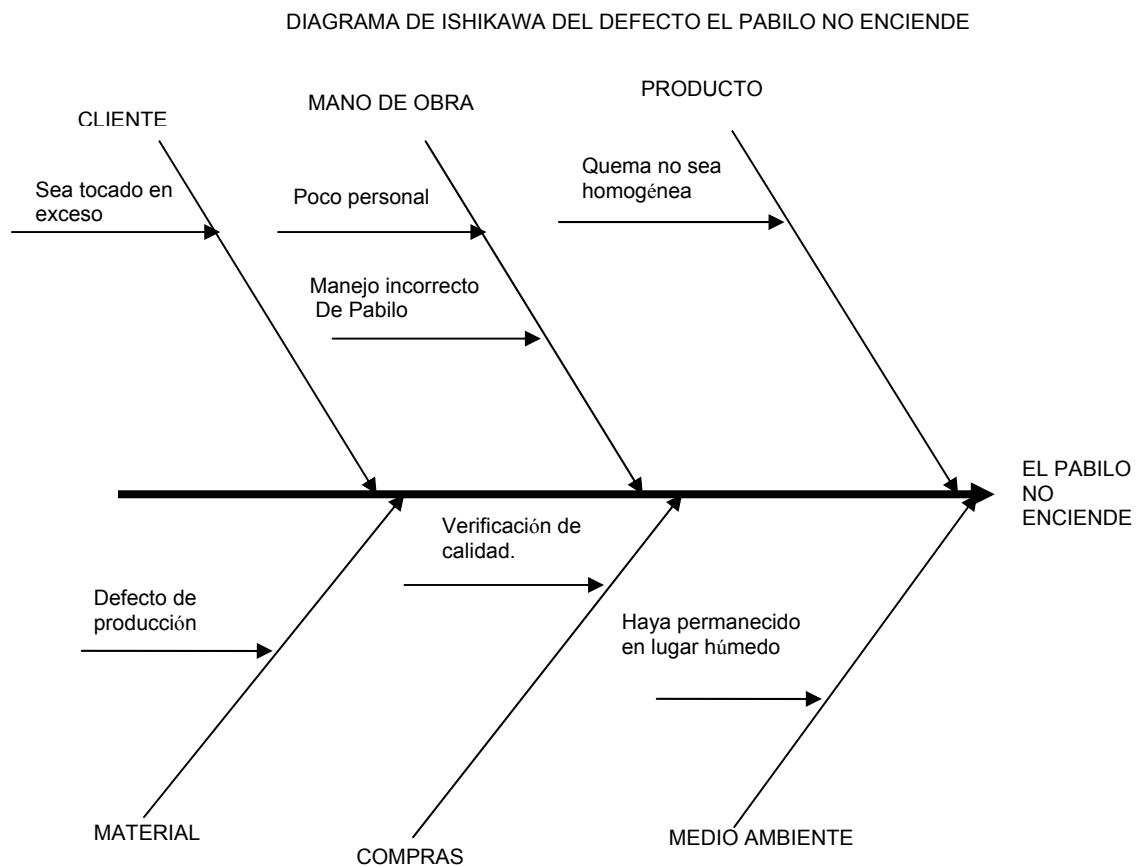 DIAGRAMA DE ISHIKAWA DEL DEFECTO EL PABILO NO ENCIENDE
CLIENTE
MANO DE OBRA
PRODUCTO
Sea tocado en
exceso
Poco personal
Quema no sea
homogénea
Manejo incorrecto
De Pabilo
EL PABILO
NO
ENCIENDE
Verificación de
calidad.
Defecto de
producción
Haya permanecido
en lugar húmedo
MATERIAL
COMPRAS
MEDIO AMBIENTE